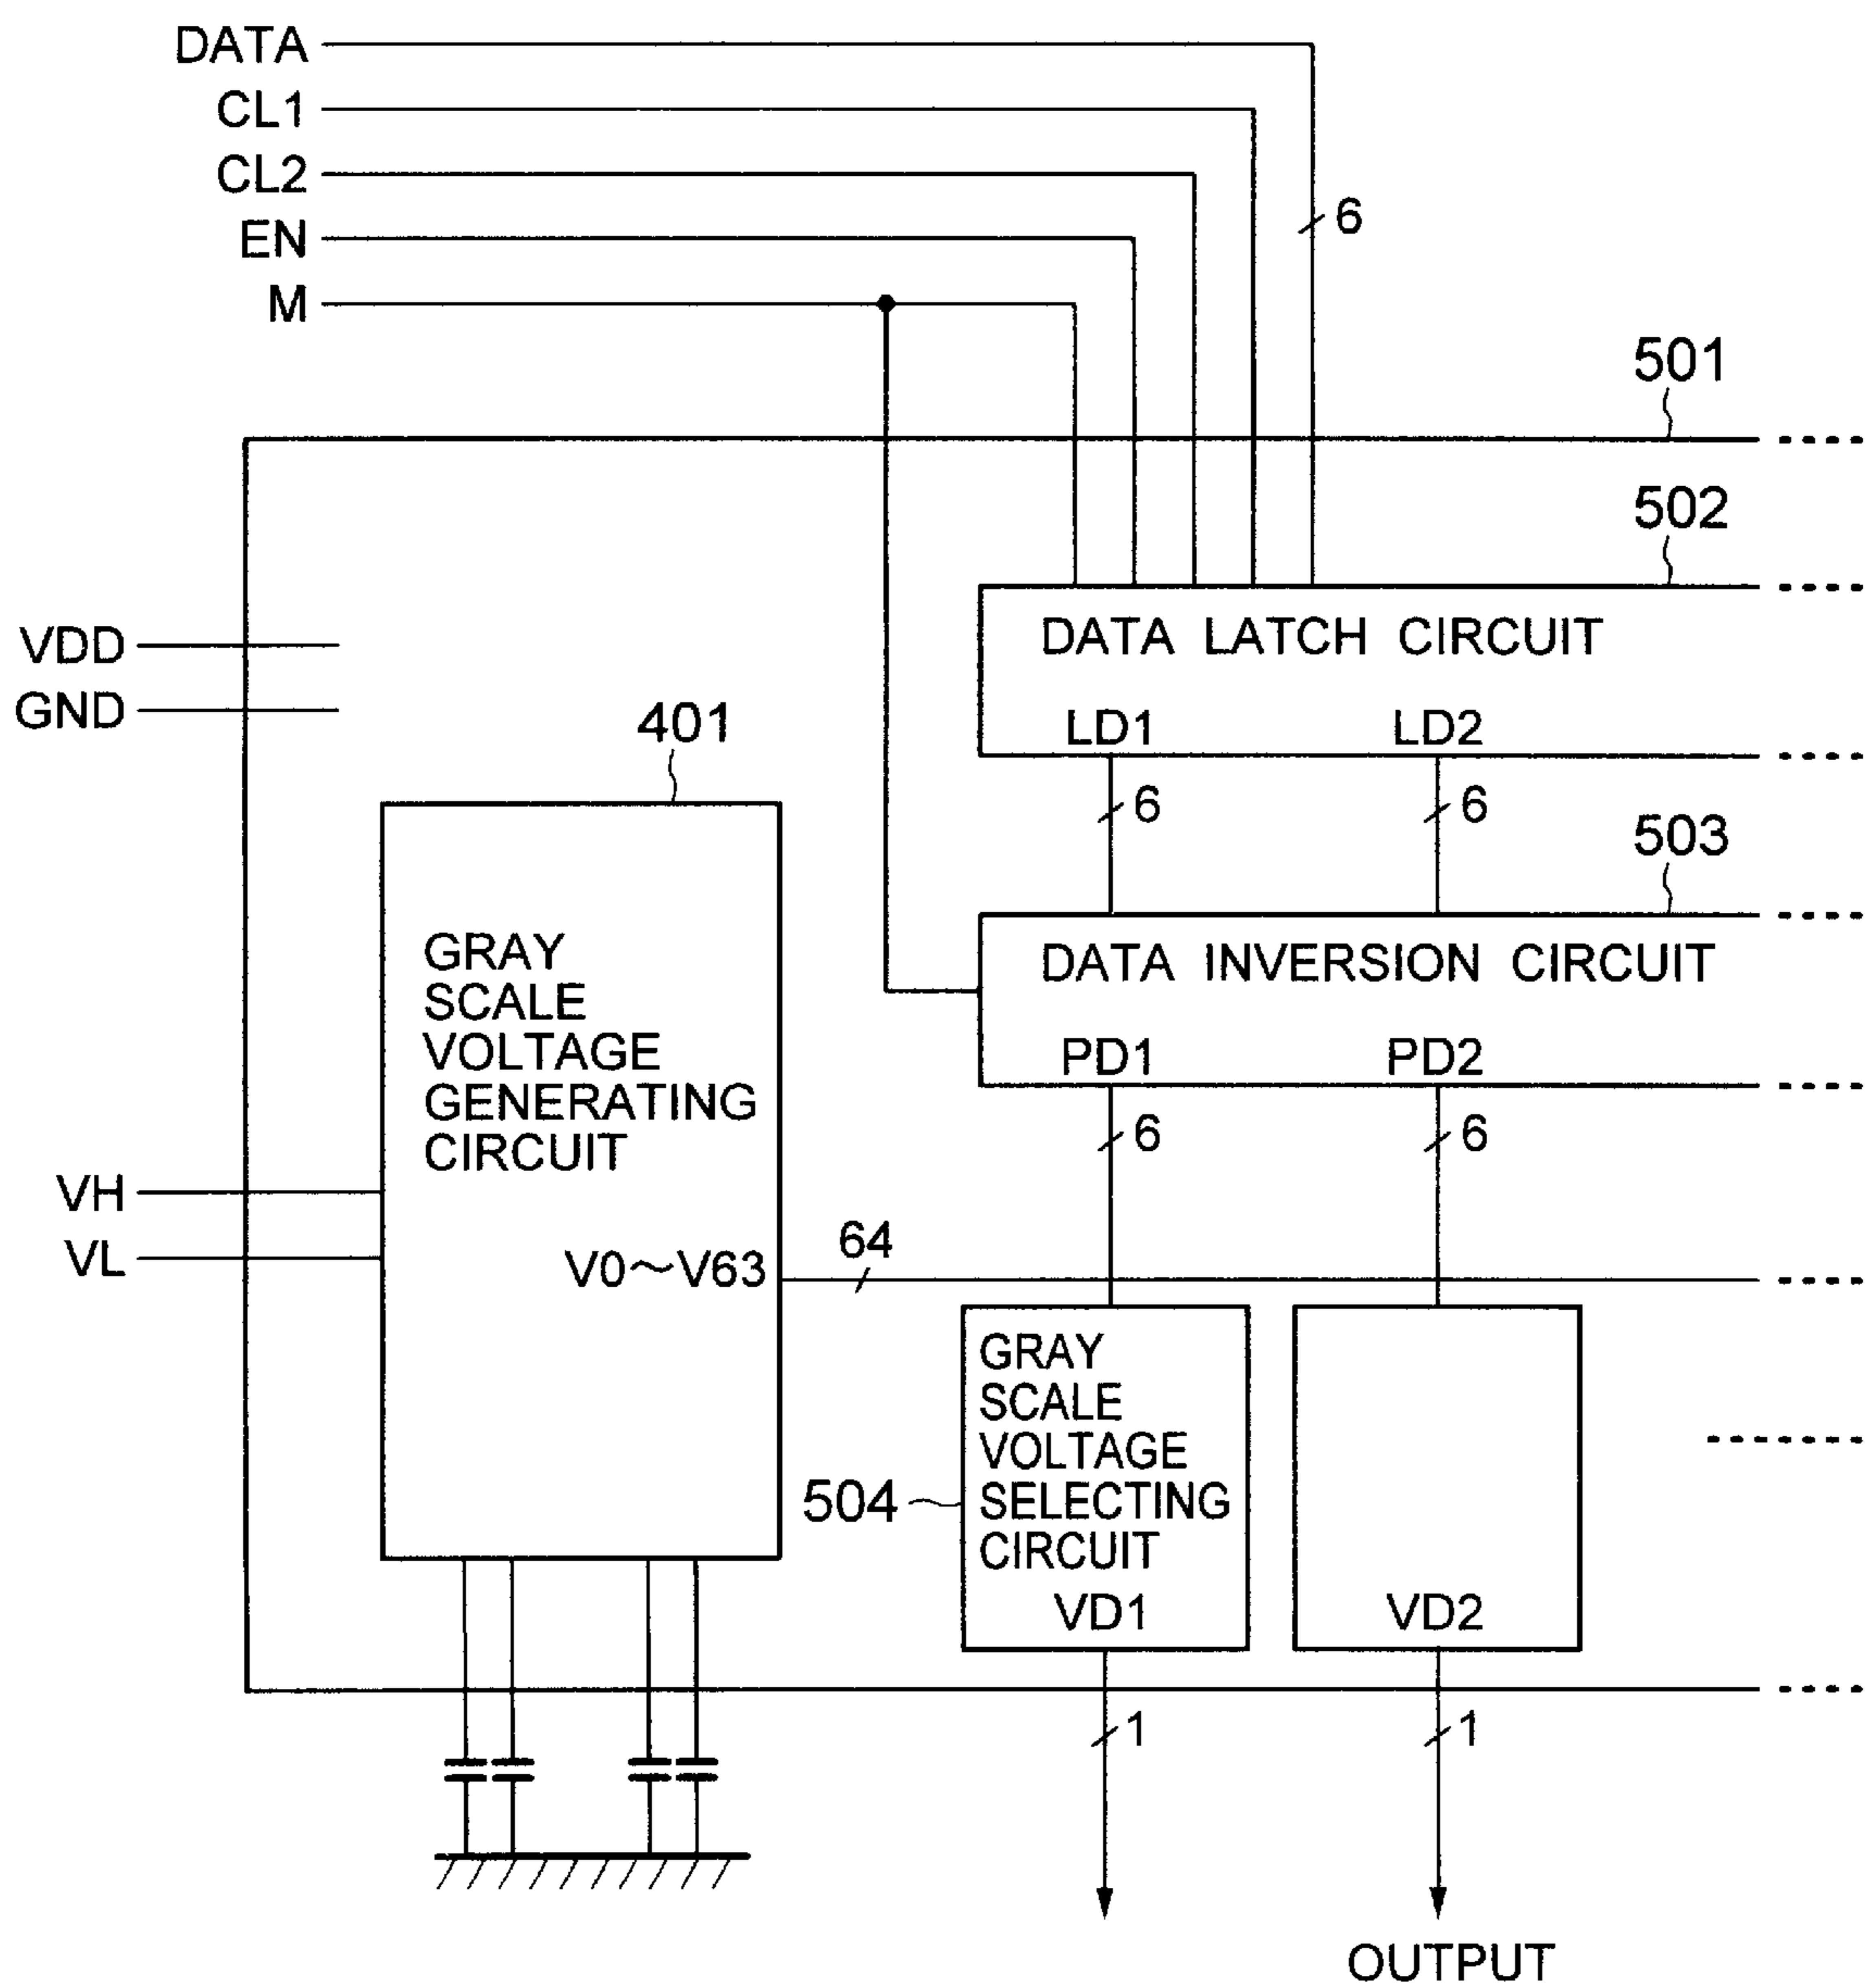 DATA
CL1
CL2
EN
M
6
501
502
DATA LATCH CIRCUIT
LD1 LD2
VDD
GND
401
6 6
503
DATA INVERSION CIRCUIT
PD1 PD2
6 6
GRAY
SCALE
VOLTAGE
GENERATING
CIRCUIT
VH
VL
V0～V63
64
GRAY
SCALE
VOLTAGE
SELECTING
CIRCUIT
504
VD1 VD2
1 1
OUTPUT